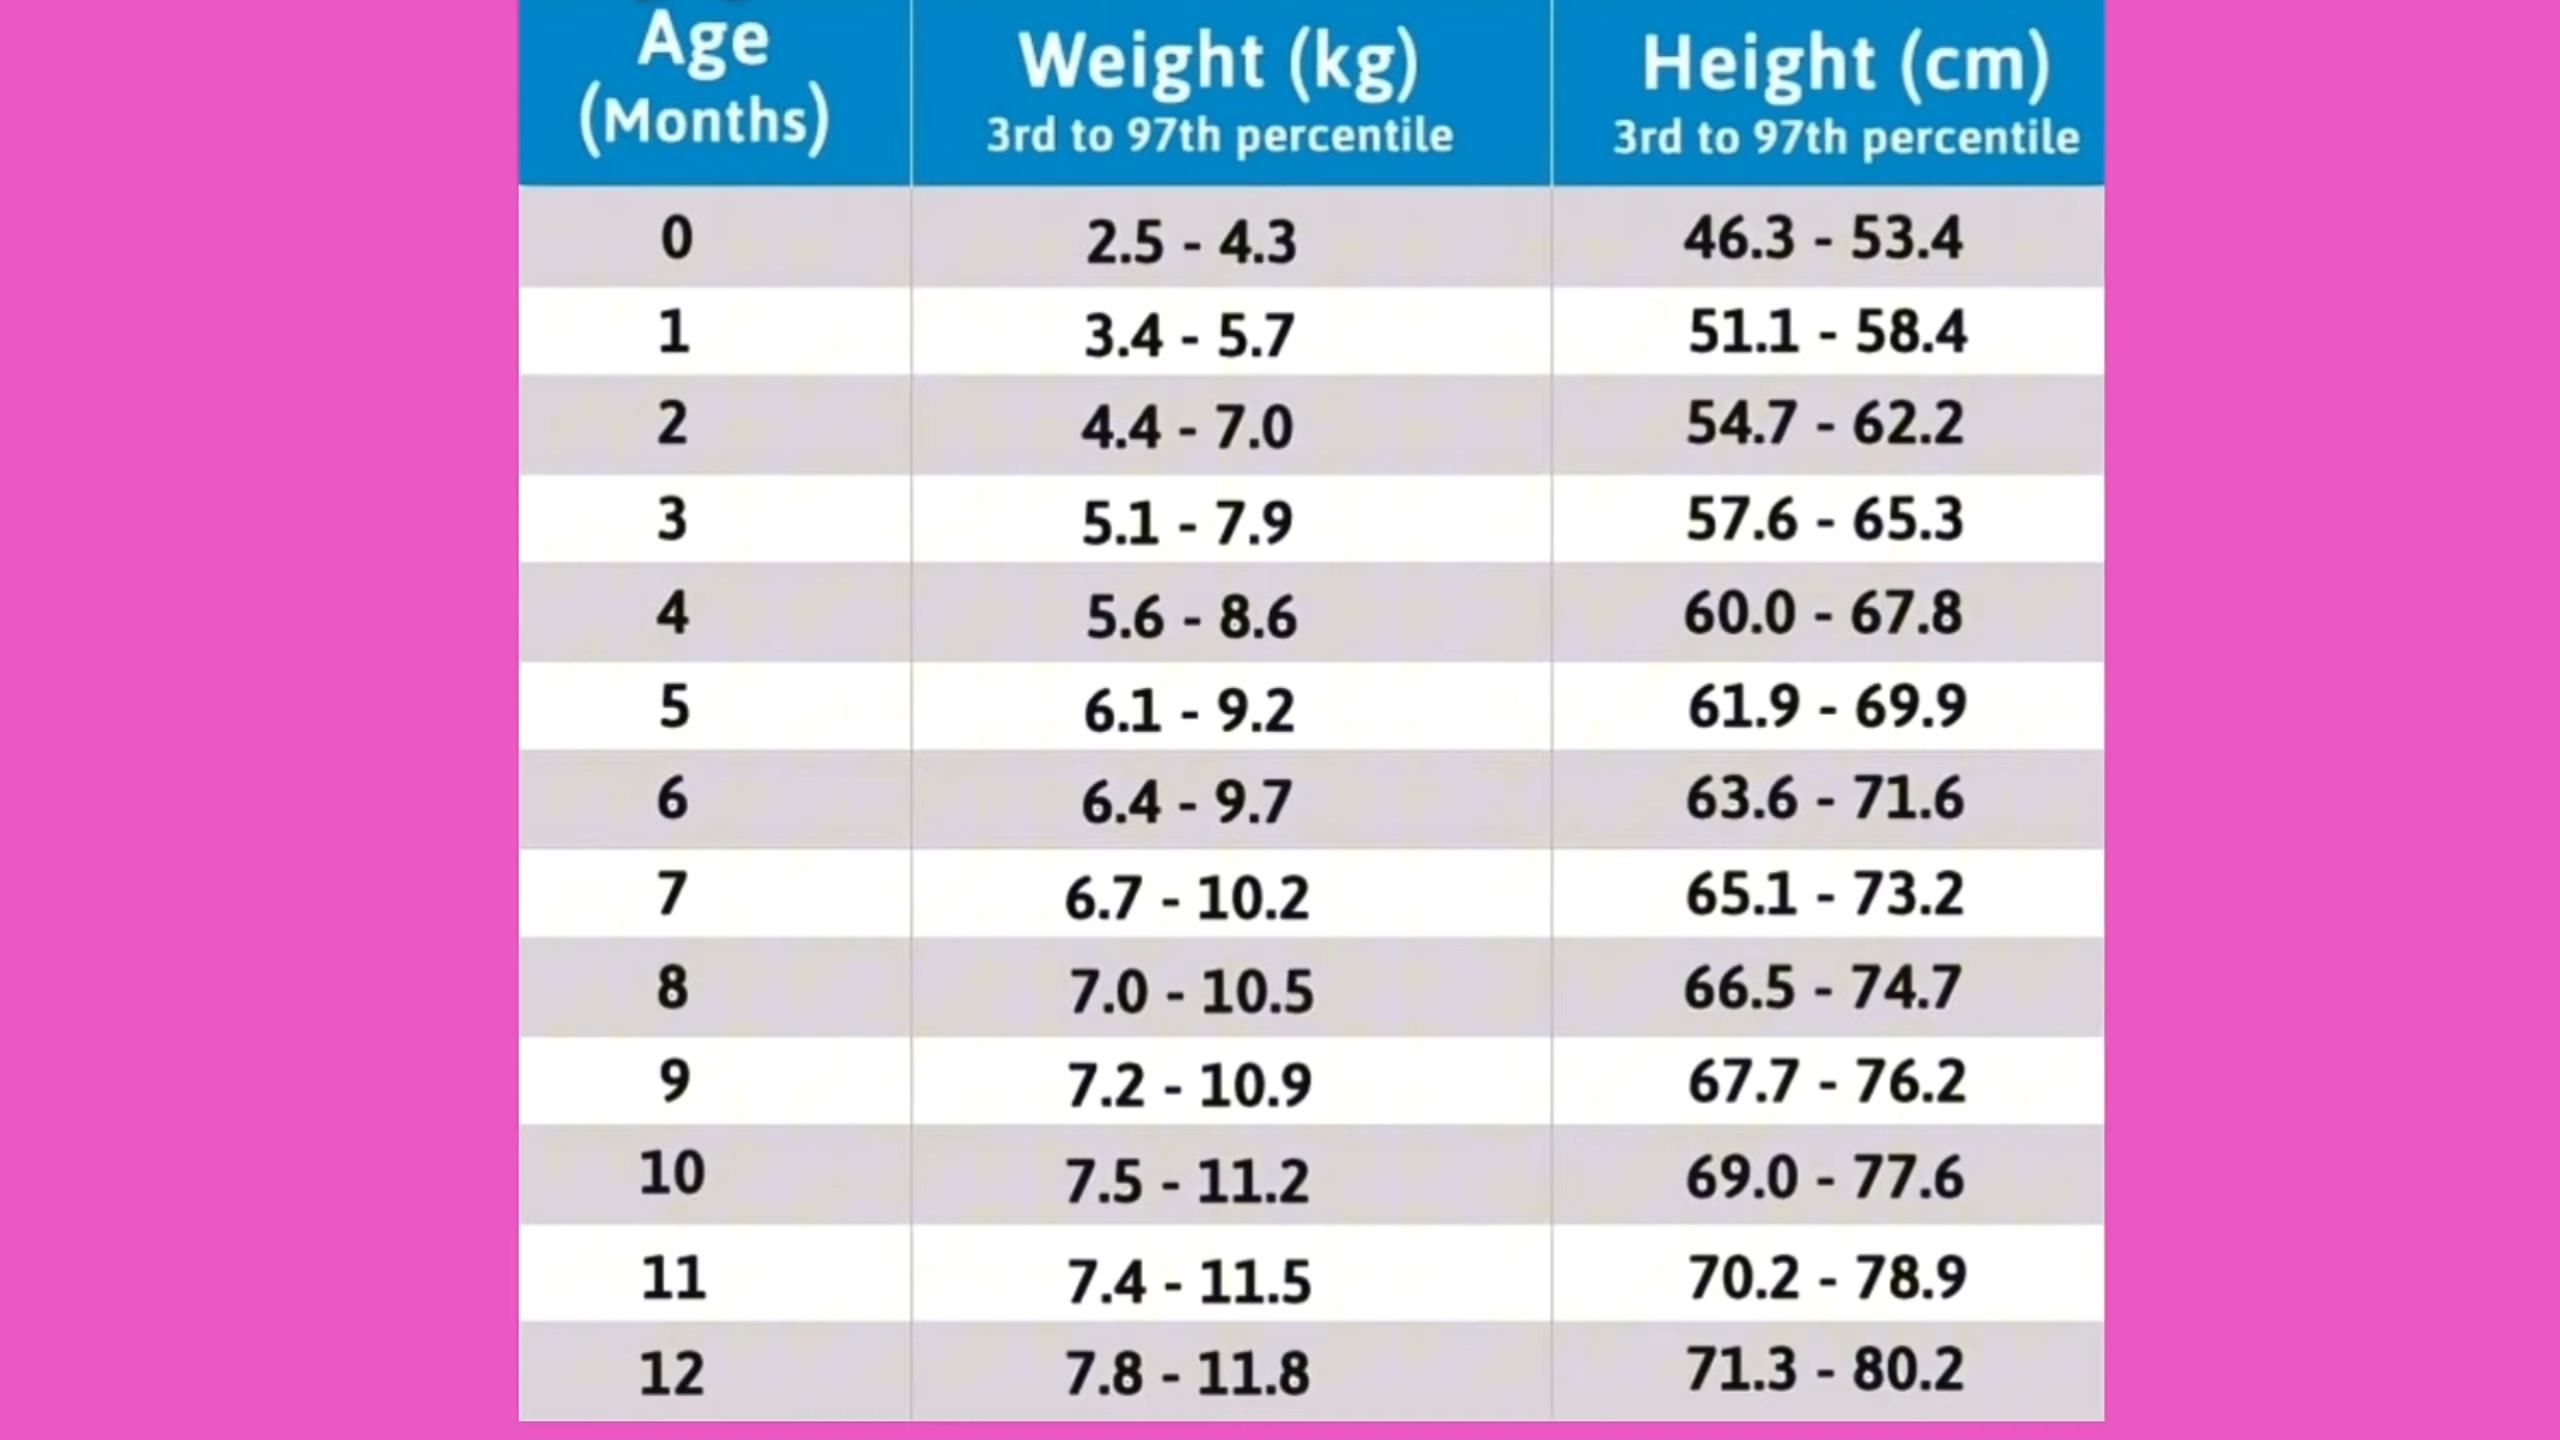 Age (Months) Weight (kg) 3rd to 97th percentile Height (cm) 3rd to 97th percentile
0 2.5 - 4.3 46.3 - 53.4
1 3.4 - 5.7 51.1 - 58.4
2 4.4 - 7.0 54.7 - 62.2
3 5.1 - 7.9 57.6 - 65.3
4 5.6 - 8.6 60.0 - 67.8
5 6.1 - 9.2 61.9 - 69.9
6 6.4 - 9.7 63.6 - 71.6
7 6.7 - 10.2 65.1 - 73.2
8 7.0 - 10.5 66.5 - 74.7
9 7.2 - 10.9 67.7 - 76.2
10 7.5 - 11.2 69.0 - 77.6
11 7.4 - 11.5 70.2 - 78.9
12 7.8 - 11.8 71.3 - 80.2